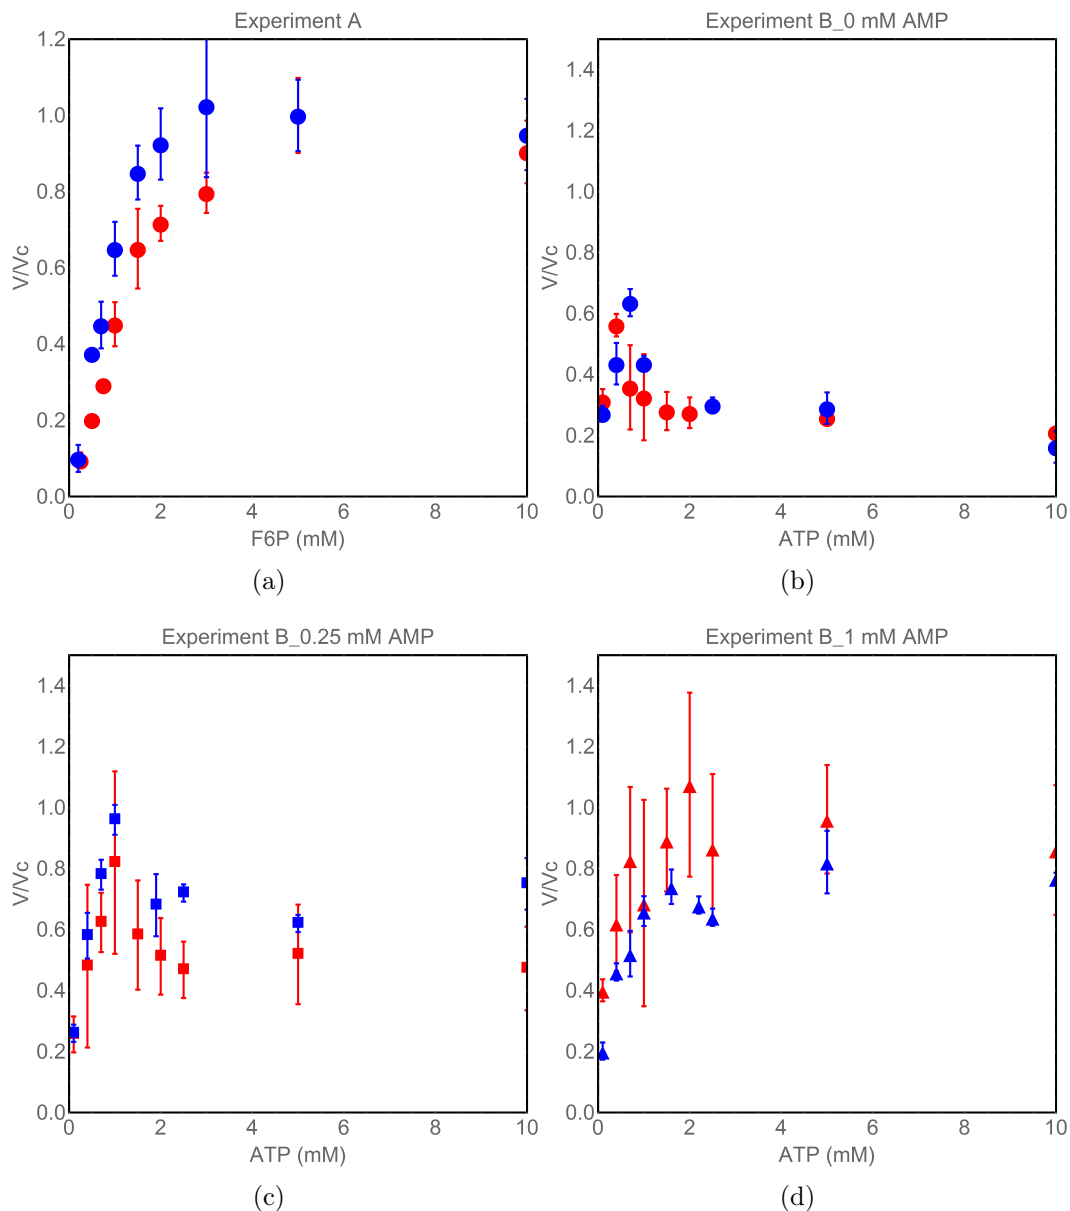 Experiment A
1.2
1.0
0.8
0.6
0.4
0.2
0.0
V/Vc
0 2 4 6 8 10
F6P (mM)
(a)
Experiment B_0 mM AMP
1.4
1.2
1.0
0.8
0.6
0.4
0.2
0.0
V/Vc
0 2 4 6 8 10
ATP (mM)
(b)
Experiment B_0.25 mM AMP
1.4
1.2
1.0
0.8
0.6
0.4
0.2
0.0
V/Vc
0 2 4 6 8 10
ATP (mM)
(c)
Experiment B_1 mM AMP
1.4
1.2
1.0
0.8
0.6
0.4
0.2
0.0
V/Vc
0 2 4 6 8 10
ATP (mM)
(d)